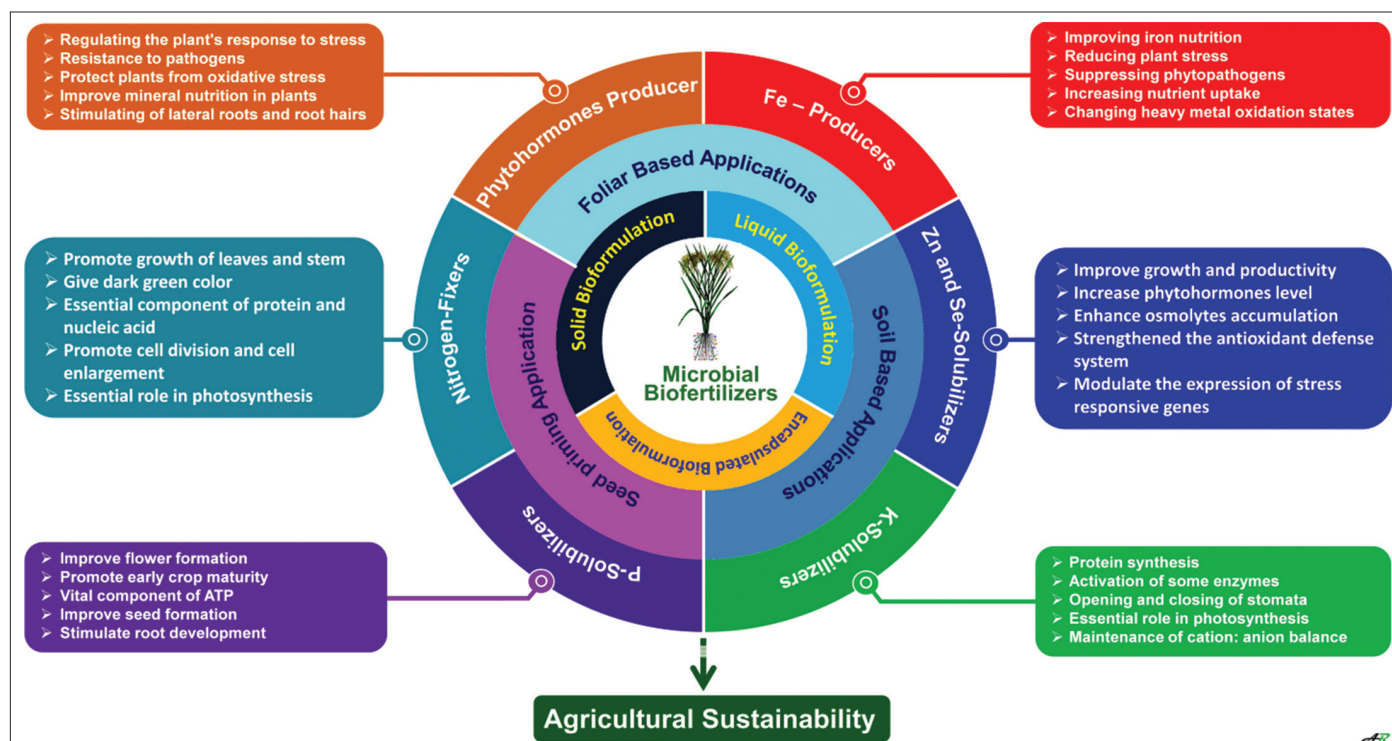 Regulating the plant's response to stress
Resistance to pathogens
Protect plants from oxidative stress
Improve mineral nutrition in plants
Stimulating of lateral roots and root hairs
Improving iron nutrition
Reducing plant stress
Suppressing phytopathogens
Increasing nutrient uptake
Changing heavy metal oxidation states
Phytohormones Producer
Fe – Producers
Foliar Based Applications
Solid Bioformulation
Liquid Bioformulation
Promote growth of leaves and stem
Give dark green color
Essential component of protein and
nucleic acid
Promote cell division and cell
enlargement
Essential role in photosynthesis
Nitrogen-Fixers
Seed priming Application
Microbial
Biofertilizers
Encapsulated Bioformulation
Soil Based Applications
Zn and Se-Solubilizers
Improve growth and productivity
Increase phytohormones level
Enhance osmolytes accumulation
Strengthened the antioxidant defense
system
Modulate the expression of stress
responsive genes
P-Solubilizers
K-Solubilizers
Improve flower formation
Promote early crop maturity
Vital component of ATP
Improve seed formation
Stimulate root development
Protein synthesis
Activation of some enzymes
Opening and closing of stomata
Essential role in photosynthesis
Maintenance of cation: anion balance
Agricultural Sustainability